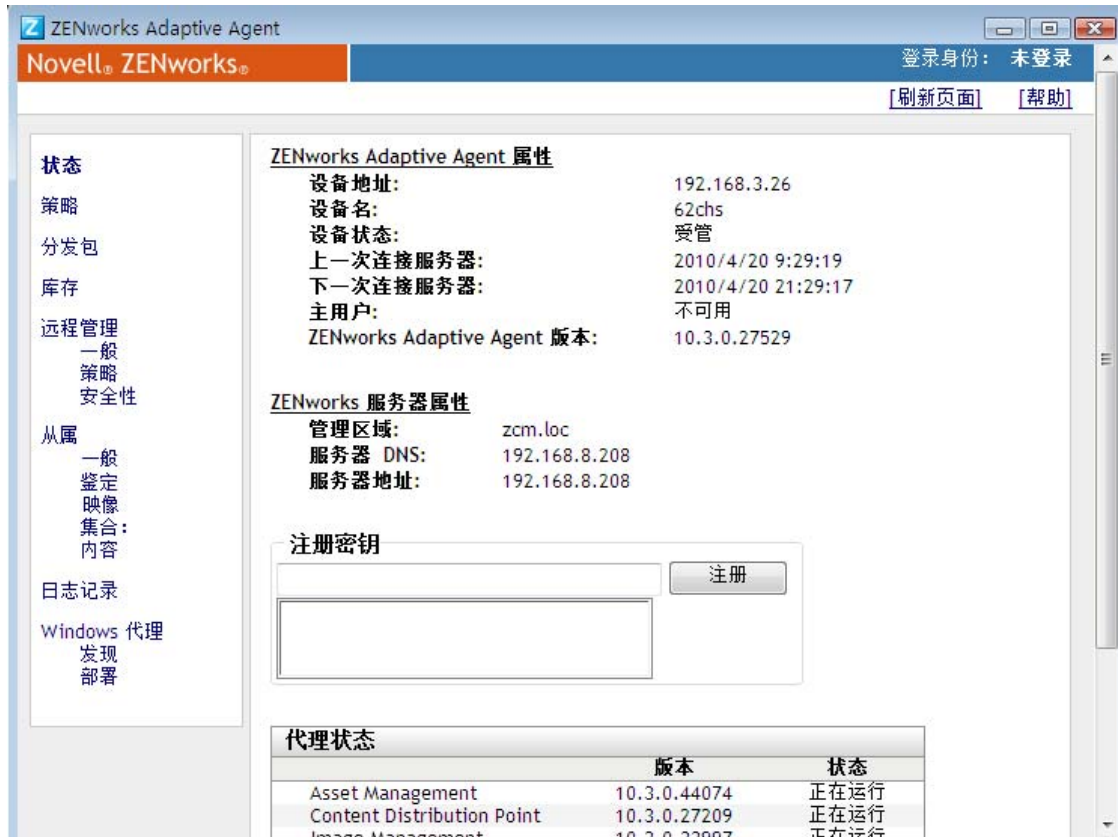 ZENworks Adaptive Agent
Novell® ZENworks®
登录身份: 未登录
[刷新页面] [帮助]
状态
策略
分发包
库存
远程管理
一般
策略
安全性
从属
一般
鉴定
映像
集合:
内容
日志记录
Windows 代理
发现
部署
ZENworks Adaptive Agent 属性
设备地址: 192.168.3.26
设备名: 62chs
设备状态: 受管
上一次连接服务器: 2010/4/20 9:29:19
下一次连接服务器: 2010/4/20 21:29:17
主用户: 不可用
ZENworks Adaptive Agent 版本: 10.3.0.27529
ZENworks 服务器属性
管理区域: zcm.loc
服务器 DNS: 192.168.8.208
服务器地址: 192.168.8.208
注册密钥
注册
代理状态
版本 状态
Asset Management 10.3.0.44074 正在运行
Content Distribution Point 10.3.0.27209 正在运行
Image Management 正在运行